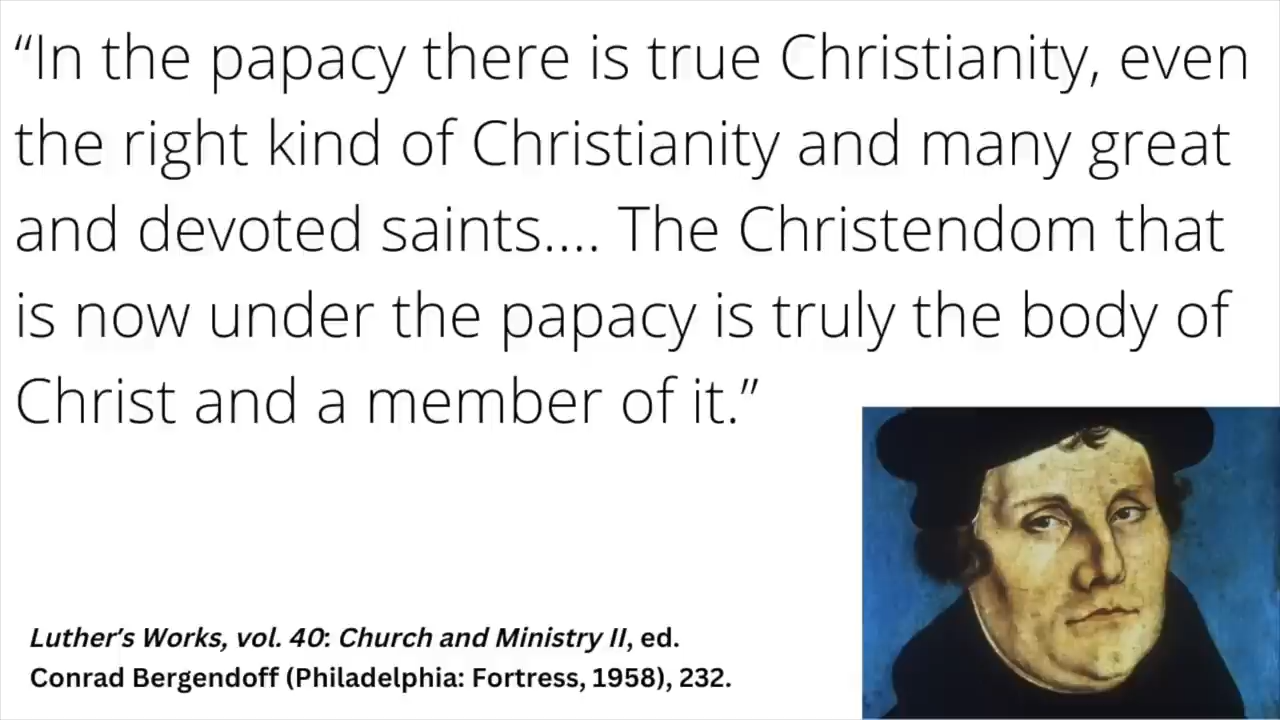 “In the papacy there is true Christianity, even
the right kind of Christianity and many great
and devoted saints.... The Christendom that
is now under the papacy is truly the body of
Christ and a member of it.”
Luther’s Works, vol. 40: Church and Ministry II, ed.
Conrad Bergendoff (Philadelphia: Fortress, 1958), 232.